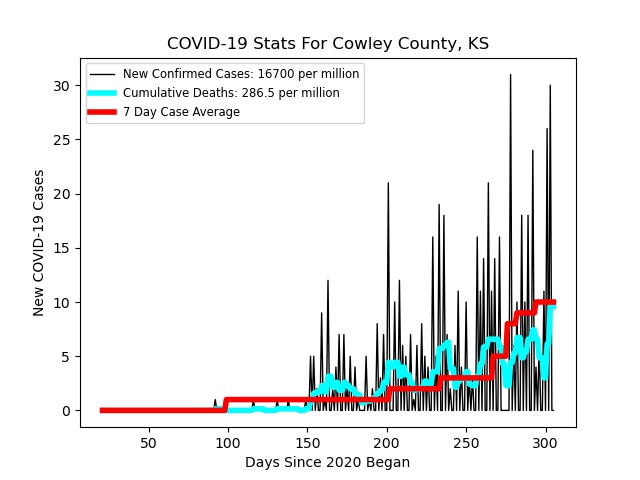 COVID-19 Stats For Cowley County, KS
New Confirmed Cases: 16700 per million
Cumulative Deaths: 286.5 per million
7 Day Case Average
New COVID-19 Cases
30
25
20
15
10
5
0
50 100 150 200 250 300
Days Since 2020 Began